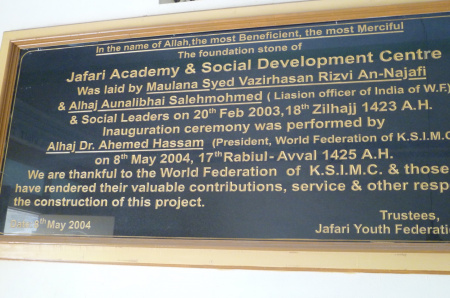 In the name of Allah,the most Beneficient, the most Merciful
The foundation stone of
Jafari Academy & Social Development Centre
Was laid by Maulana Syed Vazirhasan Rizvi An-Najafi
& Alhaj Aunalibhai Salehmohmed ( Liasion officer of India of W.F)
& Social Leaders on 20th Feb 2003,18th Zilhajj 1423 A.H.
Inauguration ceremony was performed by
Alhaj Dr. Ahemed Hassam (President, World Federation of K.S.I.M.C
on 8th May 2004, 17th Rabiul- Avval 1425 A.H.
We are thankful to the World Federation of K.S.I.M.C. & those
have rendered their valuable contributions, service & other resp
the construction of this project.
Trustees,
May 2004
Jafari Youth Federatio